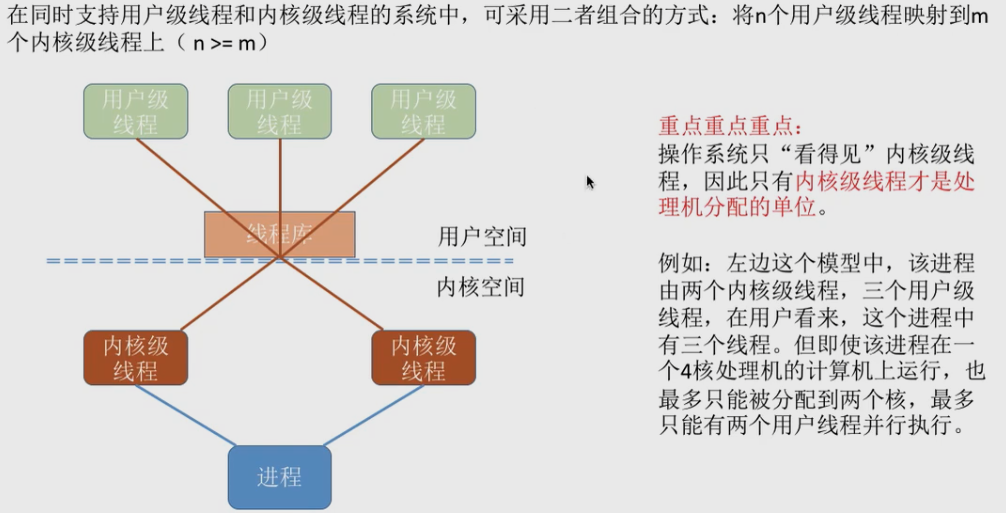 在同时支持用户级线程和内核级线程的系统中，可采用二者组合的方式：将n个用户级线程映射到m
个内核级线程上（ n >= m）
用户级
线程
用户级
线程
用户级
线程
线程库
用户空间
内核空间
内核级
线程
内核级
线程
进程
重点重点重点：
操作系统只“看得见”内核级线
程，因此只有内核级线程才是处
理机分配的单位。
例如：左边这个模型中，该进程
由两个内核级线程，三个用户级
线程，在用户看来，这个进程中
有三个线程。但即使该进程在一
个4核处理机的计算机上运行，也
最多只能被分配到两个核，最多
只能有两个用户线程并行执行。